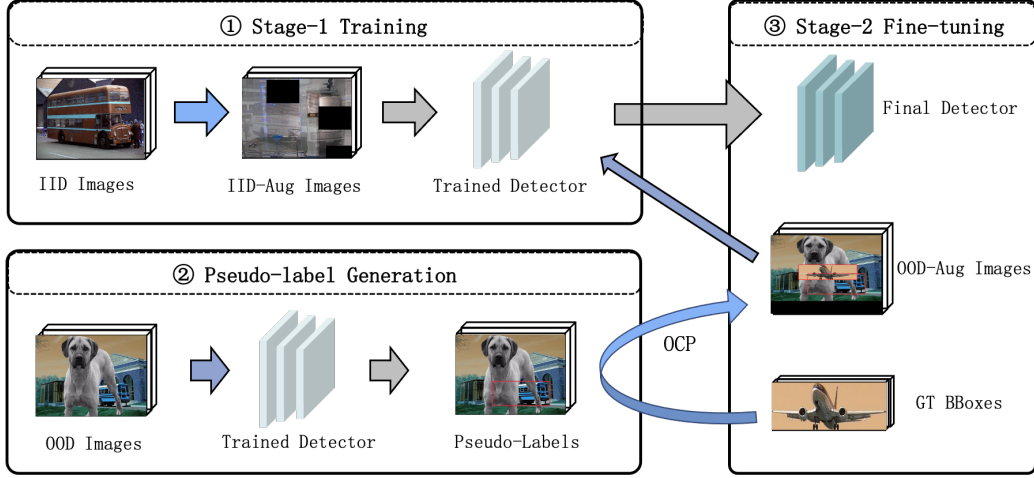 ① Stage-1 Training
IID Images
IID-Aug Images
Trained Detector
② Pseudo-label Generation
OOD Images
Trained Detector
Pseudo-Labels
OCP
③ Stage-2 Fine-tuning
Final Detector
OOD-Aug Images
GT BBoxes